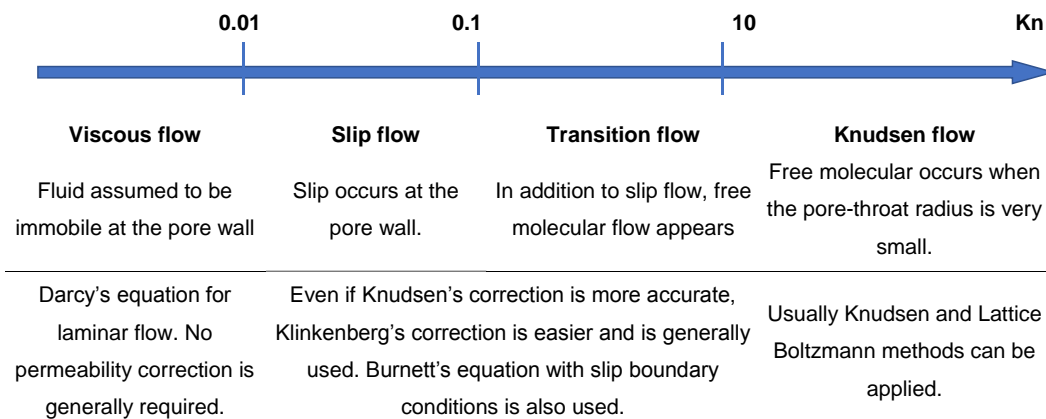 0.01 0.1 10 Kn
Viscous flow
Fluid assumed to be
immobile at the pore wall
Slip flow
Slip occurs at the
pore wall.
Transition flow
In addition to slip flow, free
molecular flow appears
Knudsen flow
Free molecular occurs when
the pore-throat radius is very
small.
Darcy’s equation for
laminar flow. No
permeability correction is
generally required.
Even if Knudsen’s correction is more accurate,
Klinkenberg’s correction is easier and is generally
used. Burnett’s equation with slip boundary
conditions is also used.
Usually Knudsen and Lattice
Boltzmann methods can be
applied.